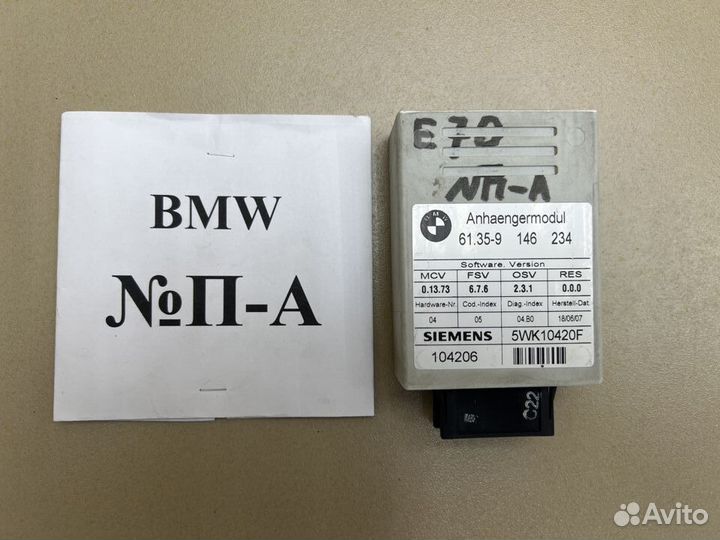 BMW
№П-А
E70
№П-А
Anhaengermodul
61.35-9 146 234
Software. Version
MCV FSV OSV RES
0.13.73 6.7.6 2.3.1 0.0.0
Hardware-Nr. Cod.-Index Diag.-Index Herstell-Dat
04 05 04.B0 18/06/07
SIEMENS 5WK10420F
104206
C22
Avito